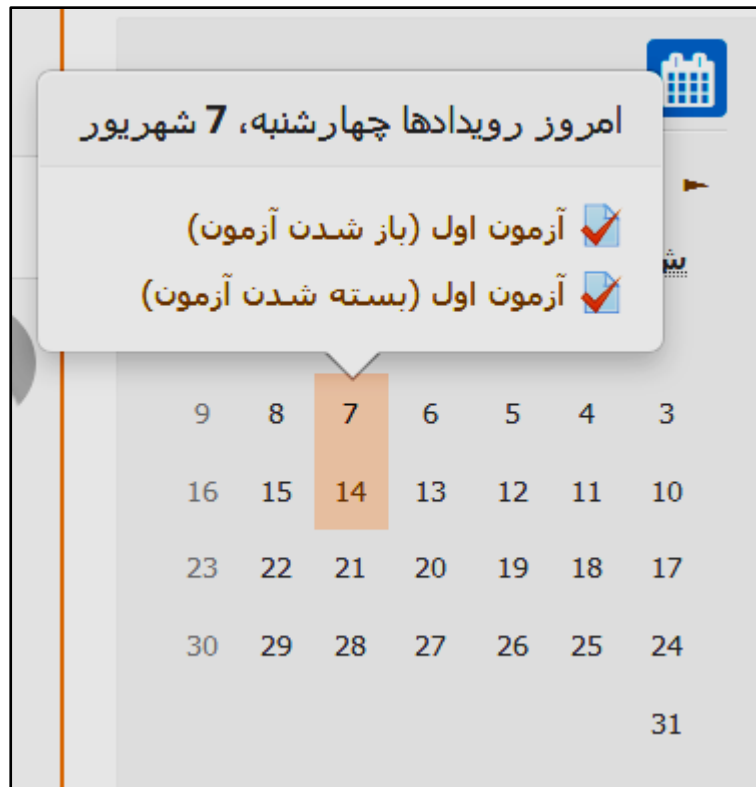 امروز رویدادها چهارشنبه، 7 شهریور
آزمون اول (باز شدن آزمون)
آزمون اول (بسته شدن آزمون)
ش
3 4 5 6 7 8 9
10 11 12 13 14 15 16
17 18 19 20 21 22 23
24 25 26 27 28 29 30
31